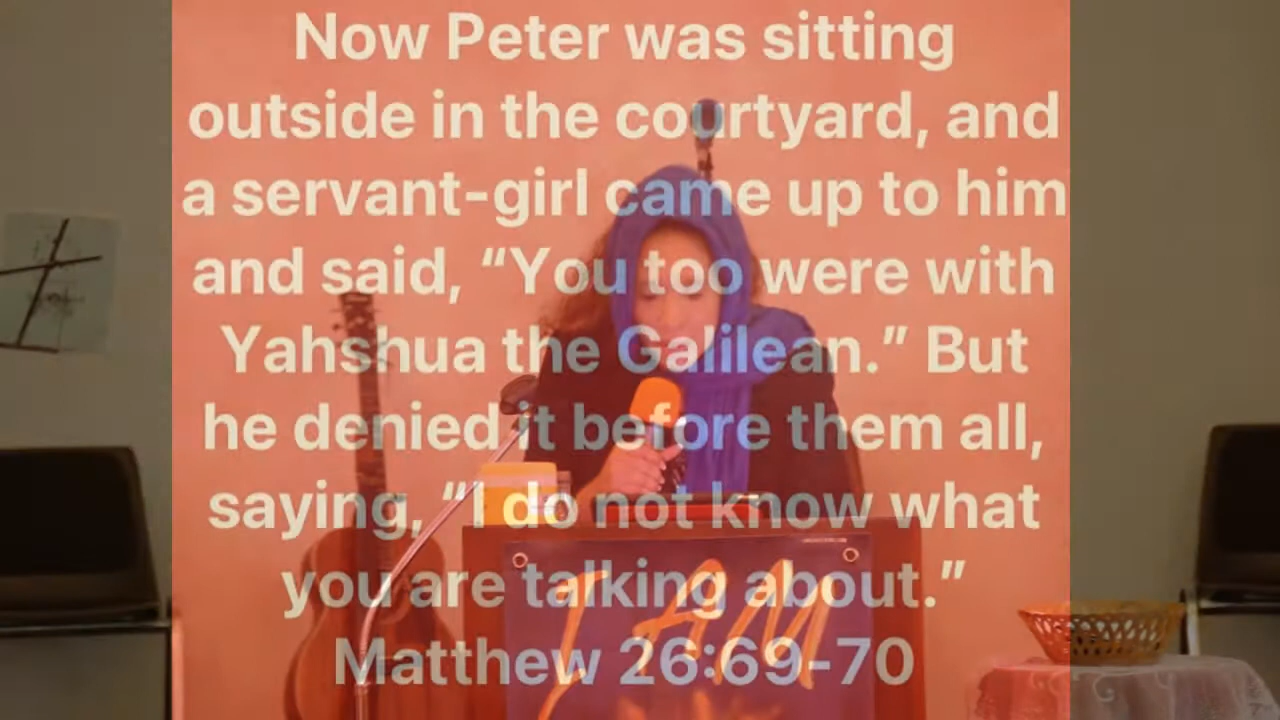 Now Peter was sitting
outside in the courtyard, and
a servant-girl came up to him
and said, “You too were with
Yahshua the Galilean.” But
he denied it before them all,
saying, “I do not know what
you are talking about.”
Matthew 26:69-70
I AM